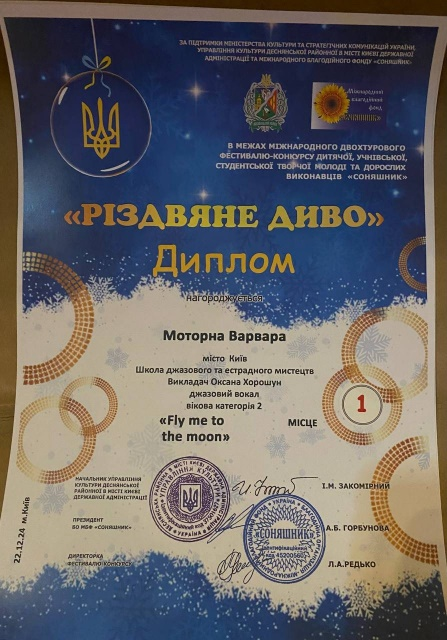 ЗА ПІДТРИМКИ МІНІСТЕРСТВА КУЛЬТУРИ ТА СТРАТЕГІЧНИХ КОМУНІКАЦІЙ УКРАЇНИ,
УПРАВЛІННЯ КУЛЬТУРИ ДЕСНЯНСЬКОЇ РАЙОННОЇ В МІСТІ КИЄВІ ДЕРЖАВНОЇ
АДМІНІСТРАЦІЇ ТА МІЖНАРОДНОГО БЛАГОДІЙНОГО ФОНДУ «СОНЯШНИК»
Міжнародний
благодійний
фонд
«СОНЯШНИК»
В МЕЖАХ МІЖНАРОДНОГО ДВОХТУРОВОГО
ФЕСТИВАЛЮ-КОНКУРСУ ДИТЯЧОЇ, УЧНІВСЬКОЇ,
СТУДЕНТСЬКОЇ ТВОРЧОЇ МОЛОДІ ТА ДОРОСЛИХ
ВИКОНАВЦІВ «СОНЯШНИК»
«РІЗДВЯНЕ ДИВО»
Диплом
нагороджується
Моторна Варвара
місто Київ
Школа джазового та естрадного мистецтв
Викладач Оксана Хорошун
джазовий вокал
вікова категорія 2
«Fly me to
the moon»
МІСЦЕ
1
НАЧАЛЬНИК УПРАВЛІННЯ
КУЛЬТУРИ ДЕСНЯНСЬКОЇ
РАЙОННОЇ В МІСТІ КИЄВІ ДЕРЖАВНОЇ
АДМІНІСТРАЦІЇ
І.М. ЗАКОМІРНИЙ
ПРЕЗИДЕНТ
БО МБФ «СОНЯШНИК»
А.Б. ГОРБУНОВА
ДИРЕКТОРКА
ФЕСТИВАЛЮ-КОНКУРСУ
Л.А.РЕДЬКО
«СОНЯШНИК»
22.12.24 м.Київ